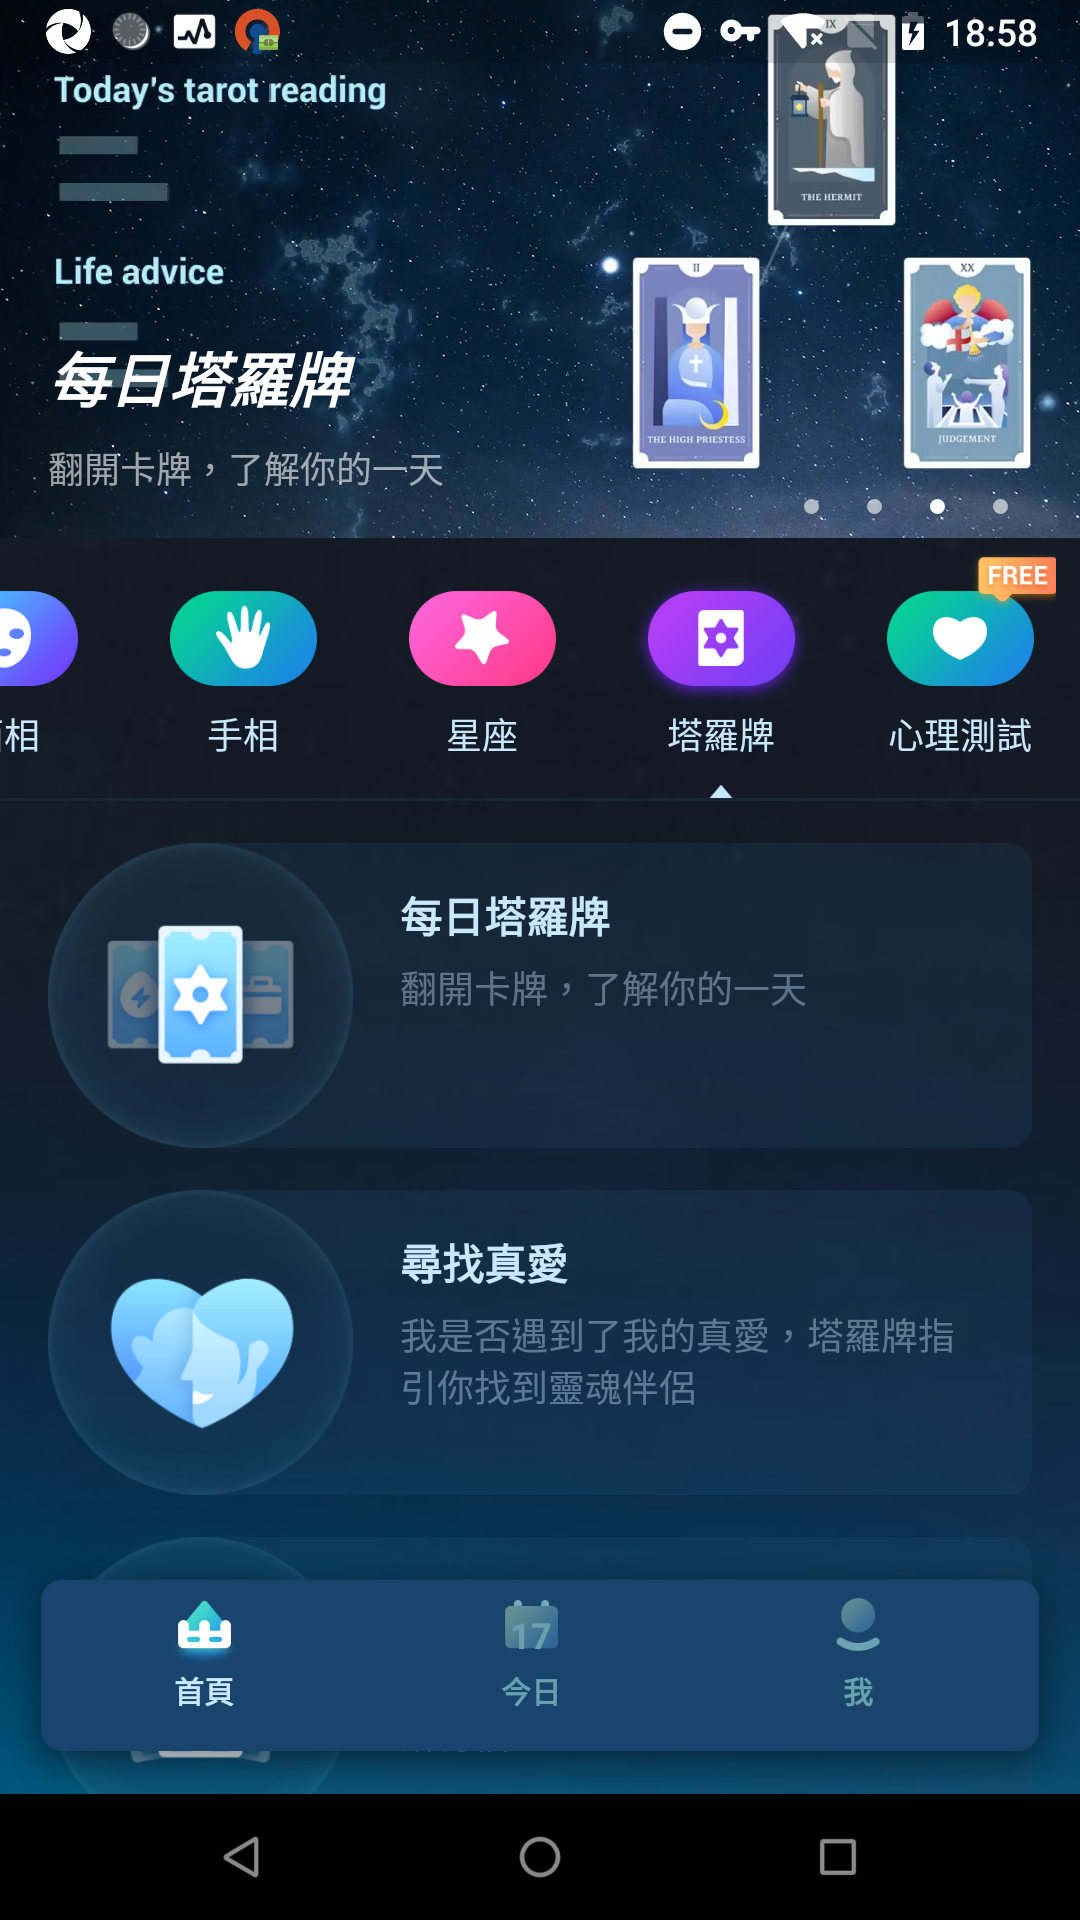 18:58
Today's tarot reading
IX
THE HERMIT
Life advice
II
THE HIGH PRIESTESS
XX
JUDGEMENT
每日塔羅牌
翻開卡牌，了解你的一天
FREE
相
手相
星座
塔羅牌
心理測試
每日塔羅牌
翻開卡牌，了解你的一天
尋找真愛
我是否遇到了我的真愛，塔羅牌指
引你找到靈魂伴侶
17
首頁
今日
我